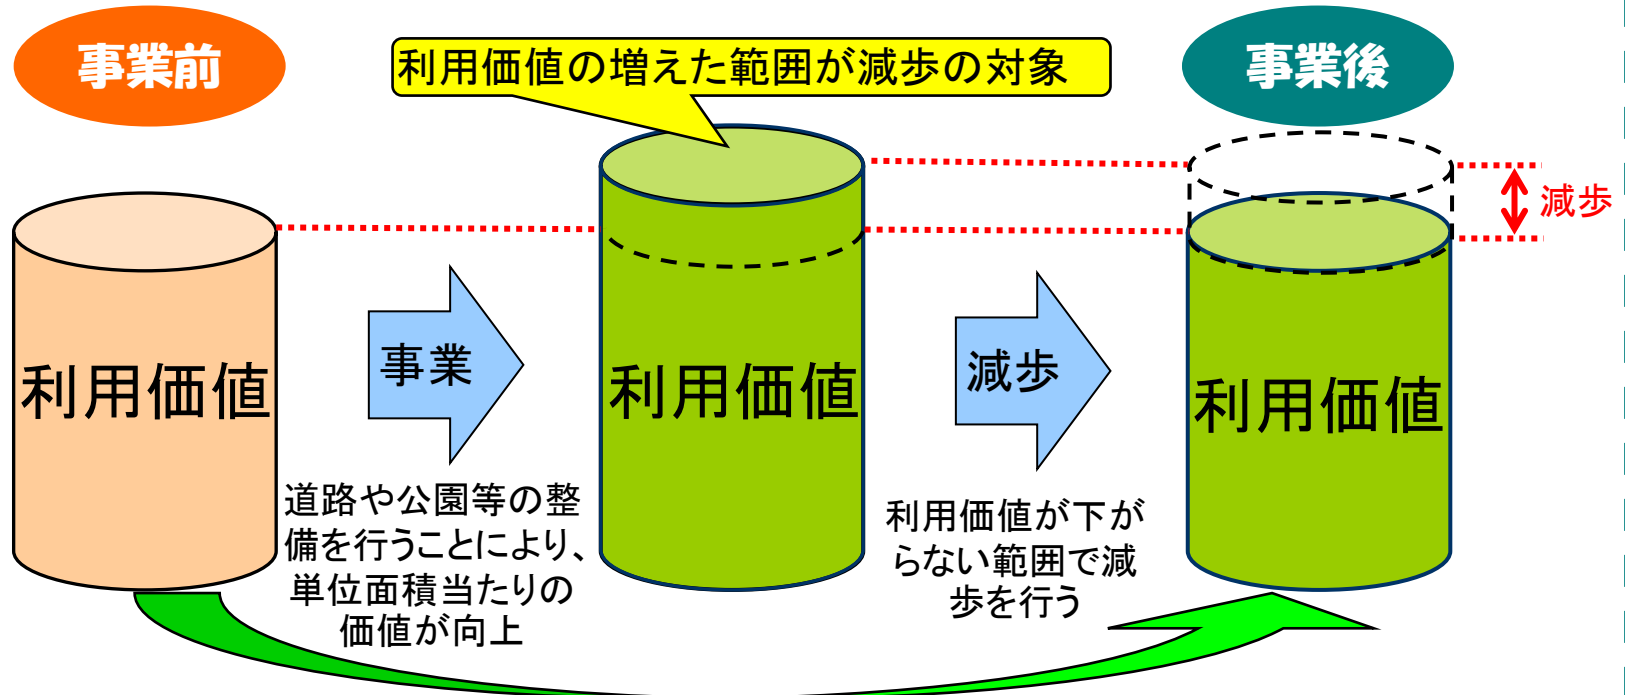 事業前
利用価値の増えた範囲が減歩の対象
事業後
減歩
利用価値
事業
利用価値
減歩
利用価値
道路や公園等の整
備を行うことにより、
単位面積当たりの
価値が向上
利用価値が下が
らない範囲で減
歩を行う